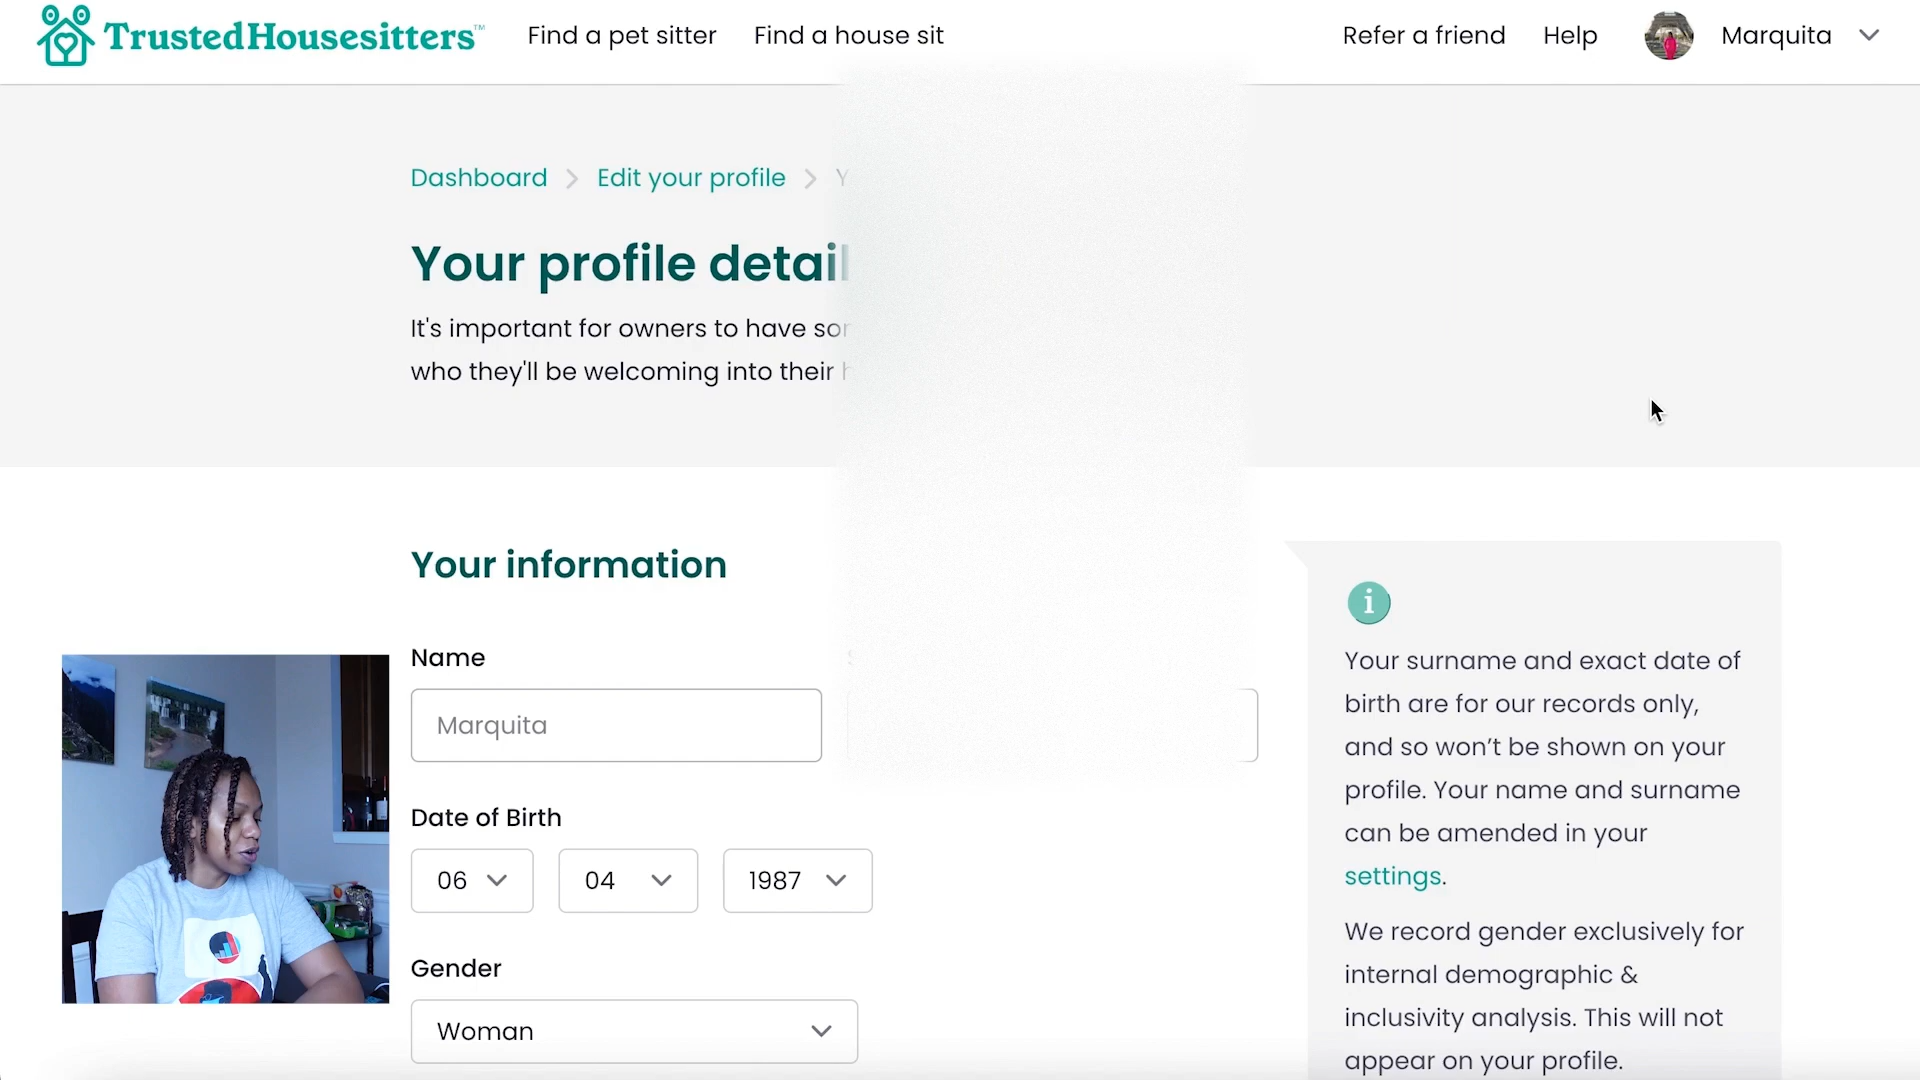 TrustedHousesitters™
Find a pet sitter
Find a house sit
Refer a friend
Help
Marquita
Dashboard
Edit your profile
Your profile detail
It's important for owners to have
who they'll be welcoming into their
Your information
Name
Marquita
Date of Birth
06
04
1987
Gender
Woman
i
Your surname and exact date of
birth are for our records only,
and so won't be shown on your
profile. Your name and surname
can be amended in your
settings.
We record gender exclusively for
internal demographic &
inclusivity analysis. This will not
appear on your profile.